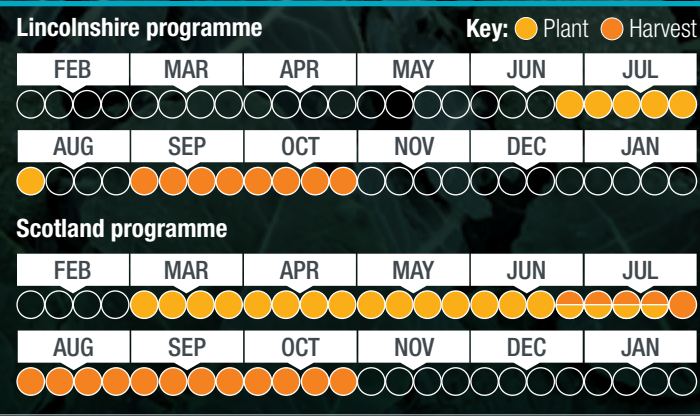 Lincolnshire programme Key: Plant Harvest
FEB MAR APR MAY JUN JUL
AUG SEP OCT NOV DEC JAN
Scotland programme
FEB MAR APR MAY JUN JUL
AUG SEP OCT NOV DEC JAN